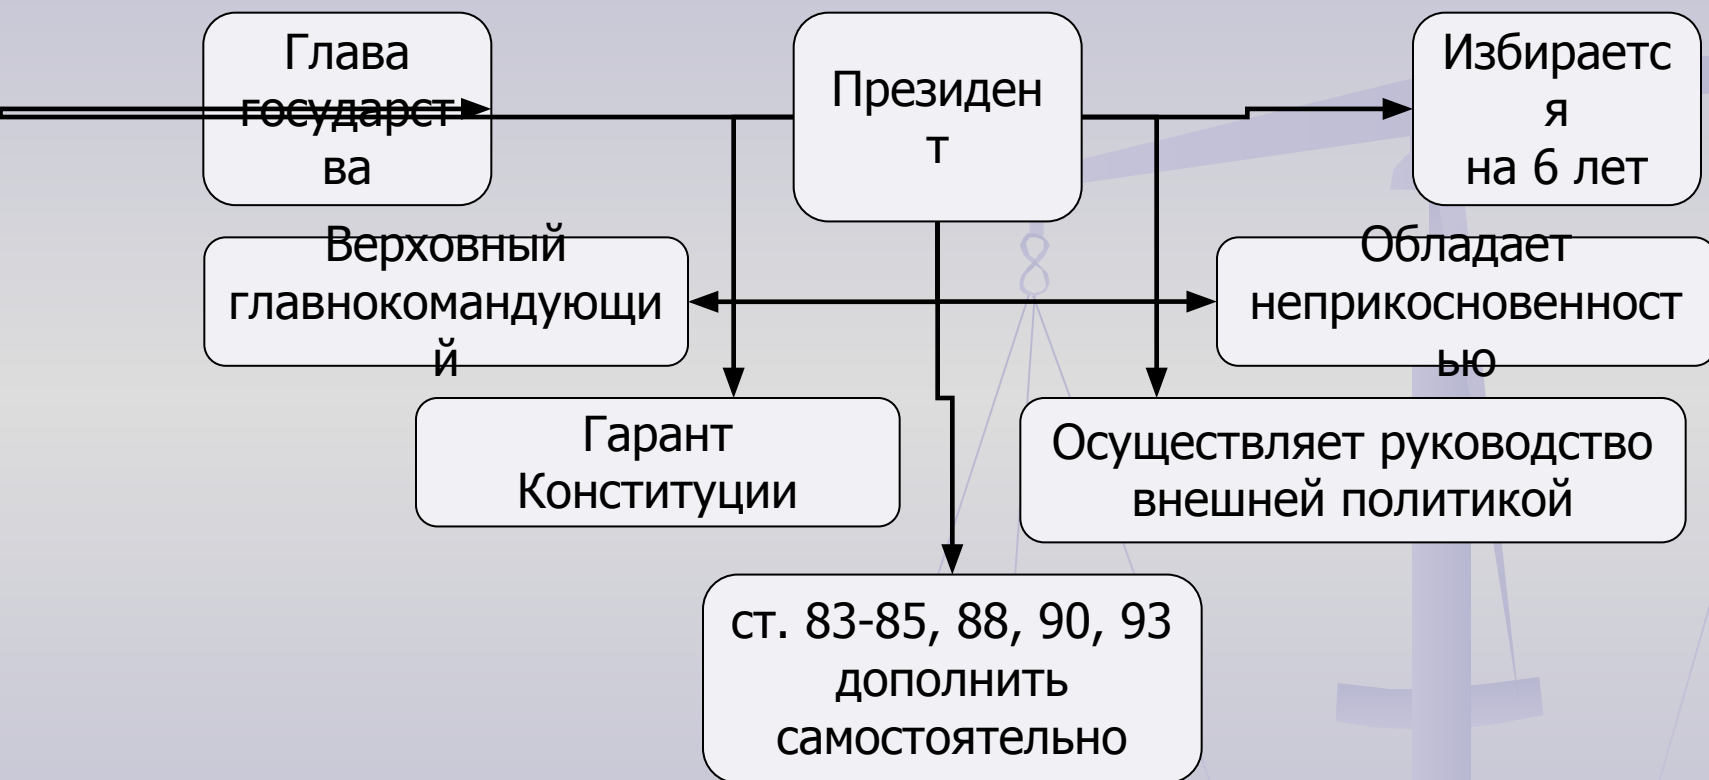 Глава
государст
ва
Президен
т
Избираетс
я
на 6 лет
Верховный
главнокомандующи
й
Обладает
неприкосновенност
ью
Гарант
Конституции
Осуществляет руководство
внешней политикой
ст. 83-85, 88, 90, 93
дополнить
самостоятельно